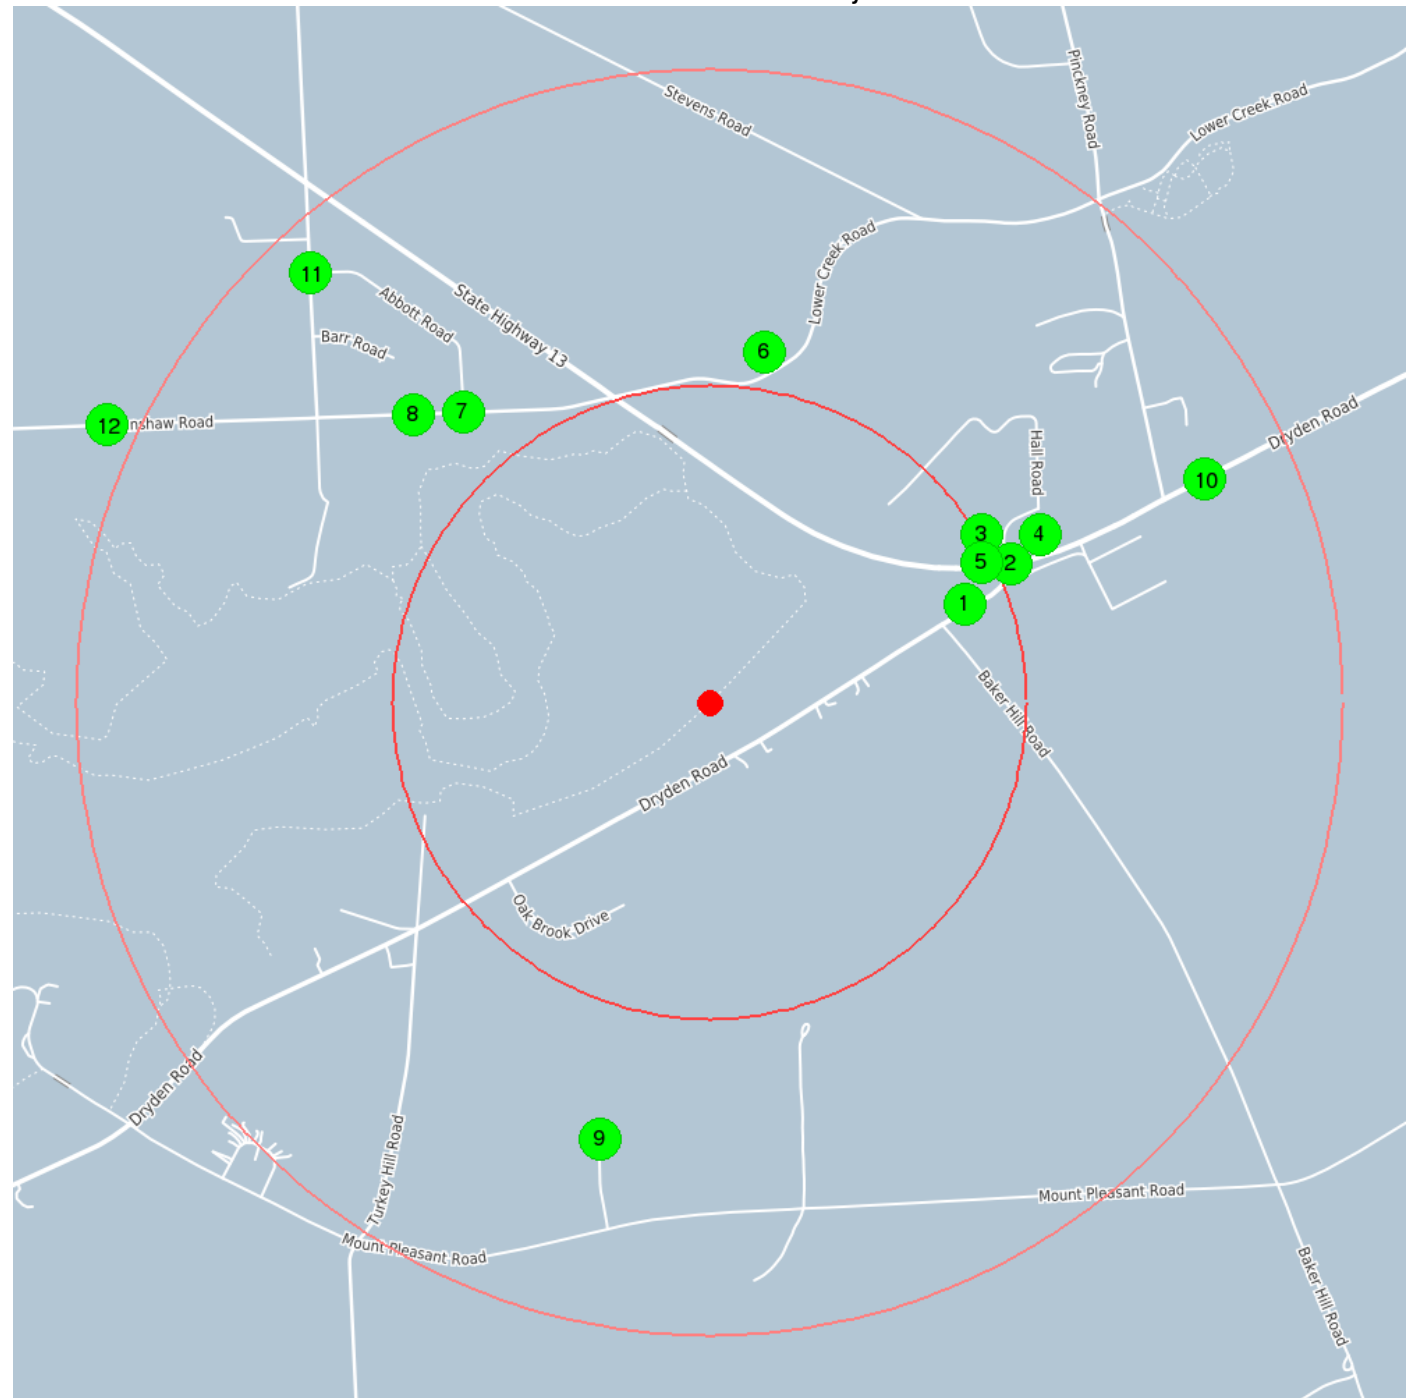 Pinckney Road
Stevens Road
Lower Creek Road
Lower Creek Road
11
State Highway 13
Abbott Road
Barr Road
6
8
7
12
nshaw Road
Dryden Road
Hall Road
10
3
4
5
2
1
Baker Hill Road
Dryden Road
Oak Brook Drive
Dryden Road
Turkey Hill Road
9
Mount Pleasant Road
Mount Pleasant Road
Baker Hill Road